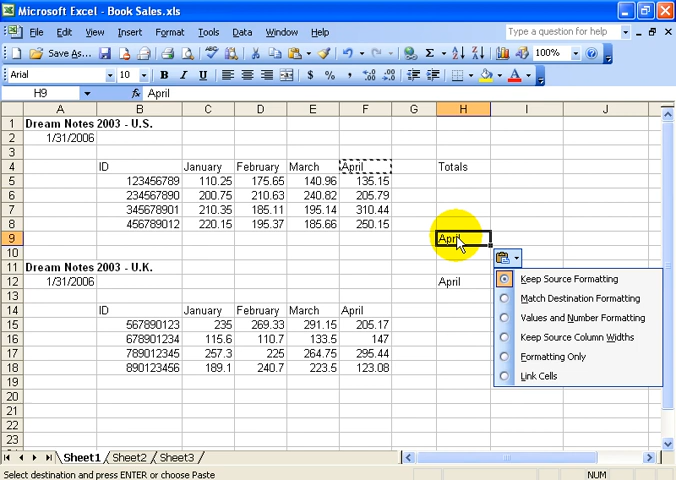 Microsoft Excel - Book Sales.xls
File Edit View Insert Format Tools Data Window Help Type a question for help
Save As... 100%
Arial 10 B I U $ % ,
H9 fx April
A B C D E F G H I J
1 Dream Notes 2003 - U.S.
2 1/31/2006
3
4 ID January February March April Totals
5 123456789 110.25 175.65 140.96 135.15
6 234567890 200.75 210.63 240.82 205.79
7 345678901 210.35 185.11 195.14 310.44
8 456789012 220.15 195.37 185.66 250.15
9 April
10
11 Dream Notes 2003 - U.K.
12 1/31/2006 April
13
14 ID January February March April
15 567890123 235 269.33 291.15 205.17
16 678901234 115.6 110.7 133.5 147
17 789012345 257.3 225 264.75 295.44
18 890123456 189.1 240.7 223.5 123.08
19
20
21
22
23
Keep Source Formatting
Match Destination Formatting
Values and Number Formatting
Keep Source Column Widths
Formatting Only
Link Cells
Sheet1 Sheet2 Sheet3
Select destination and press ENTER or choose Paste NUM